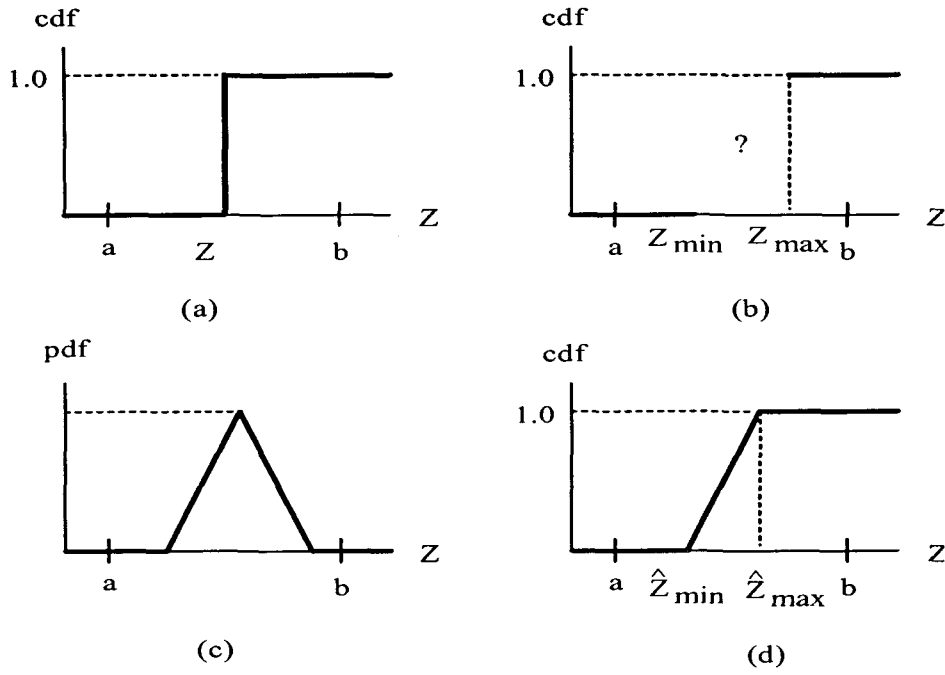 cdf
1.0
a
Z
b
Z
(a)
cdf
1.0
?
a
Z min
Z max
b
Z
(b)
pdf
a
b
Z
(c)
cdf
1.0
a
Ẑ min
Ẑ max
b
Z
(d)